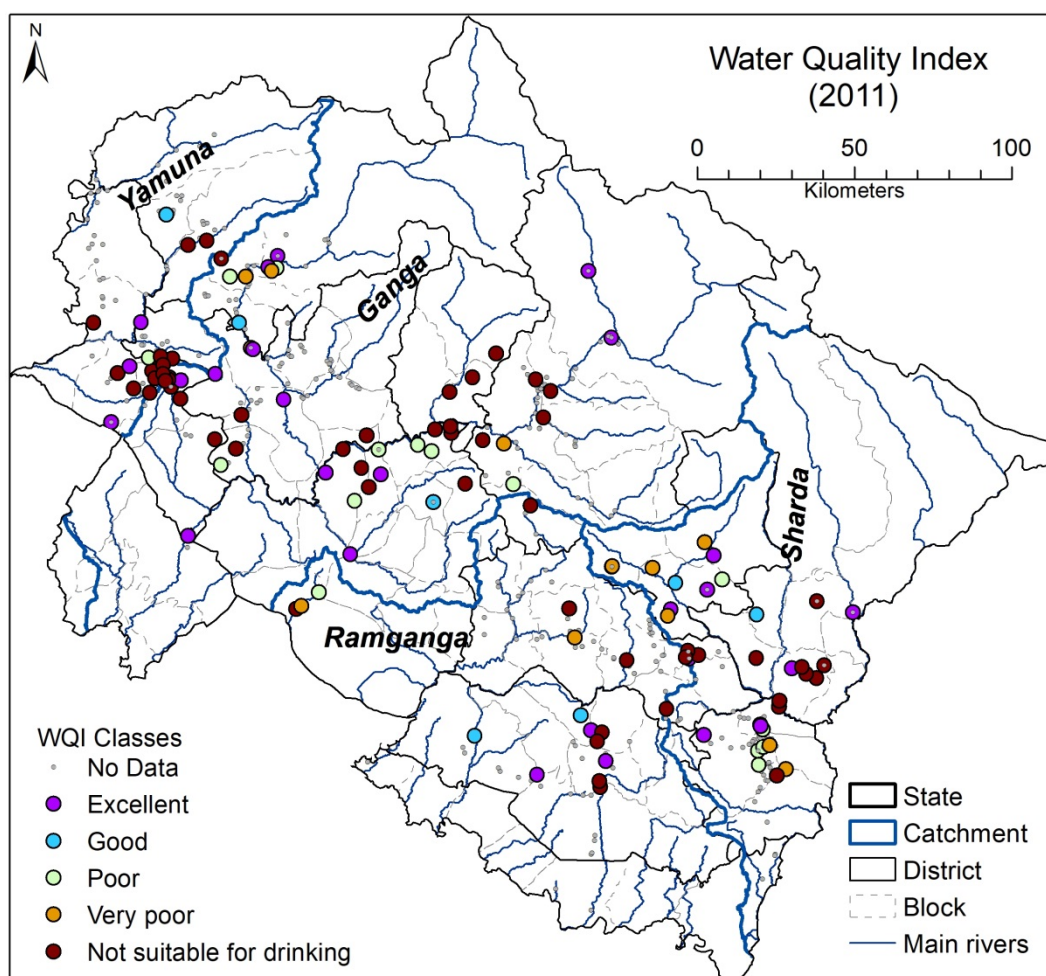 N
Water Quality Index
(2011)
0 50 100
Kilometers
Yamuna
Ganga
Sharda
Ramganga
WQI Classes
No Data
Excellent
Good
Poor
Very poor
Not suitable for drinking
State
Catchment
District
Block
Main rivers